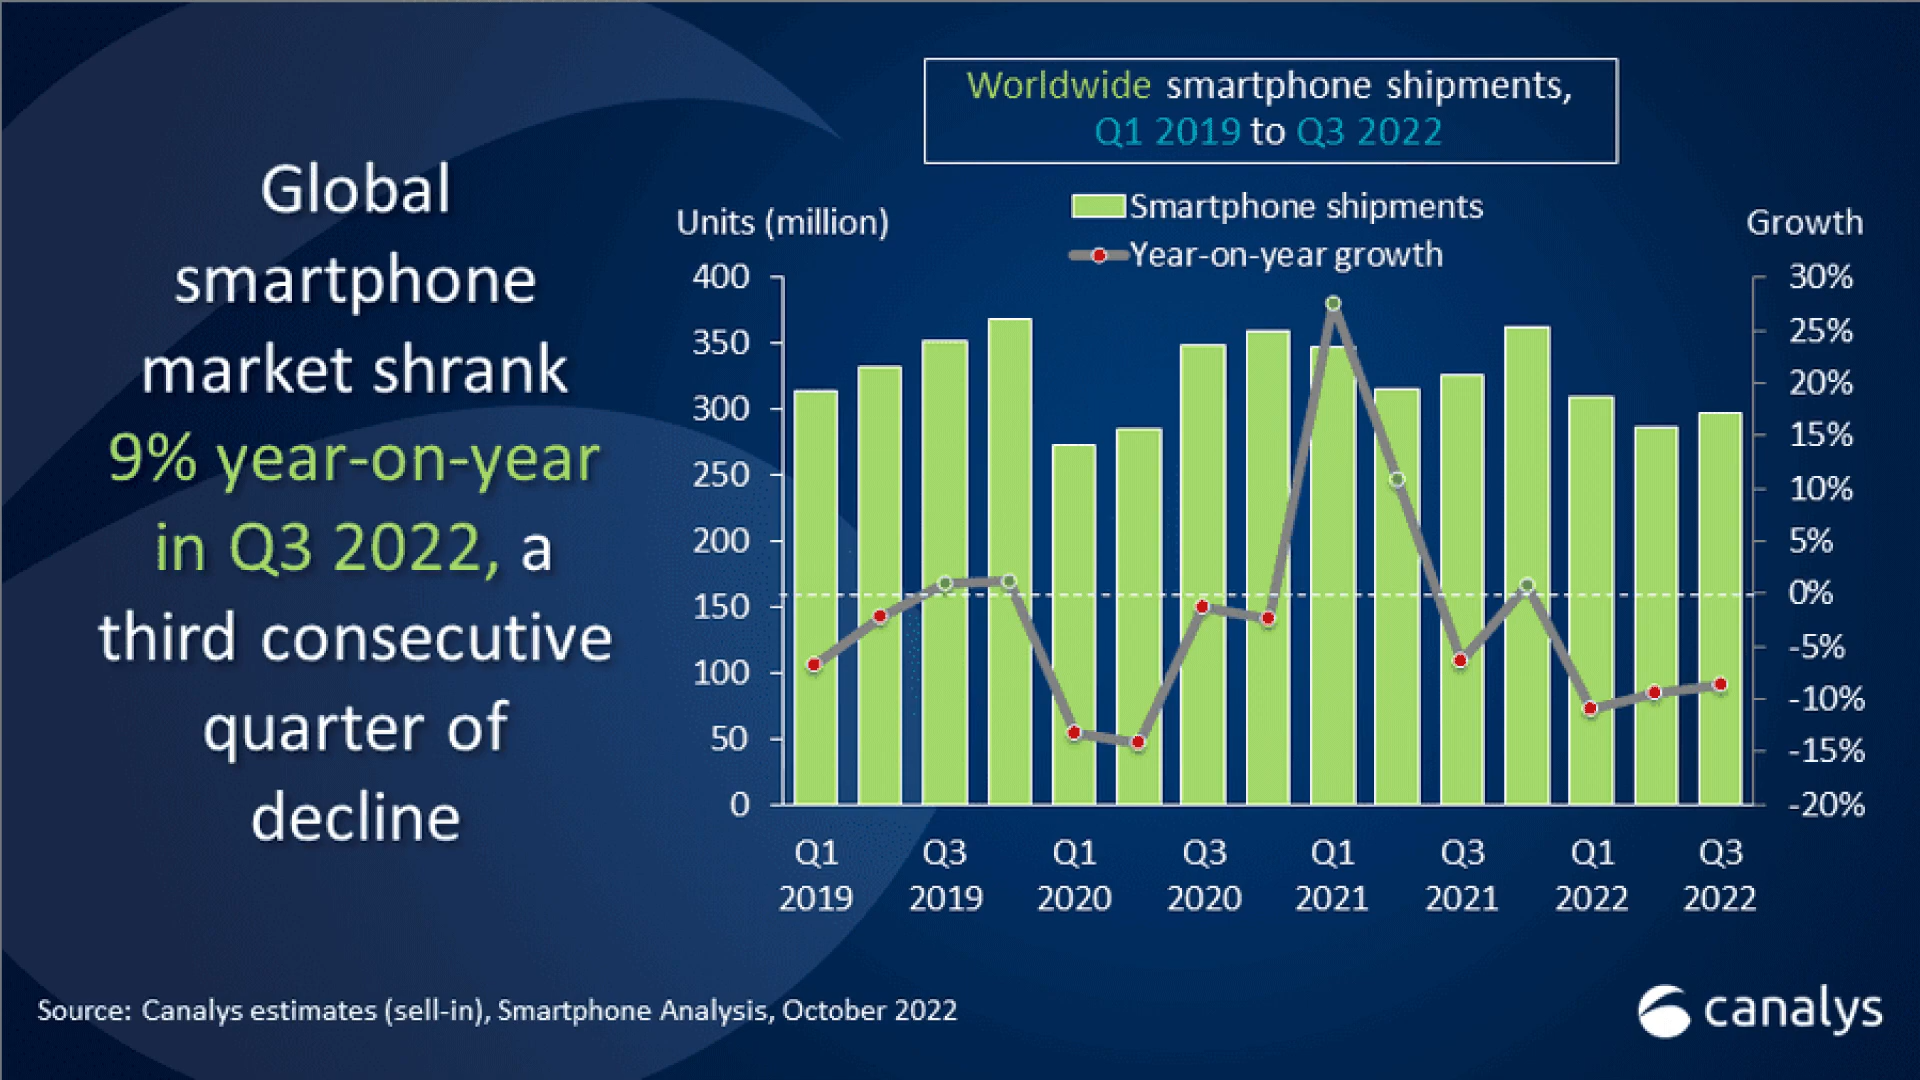 Global
smartphone
market shrank
9% year-on-year
in Q3 2022, a
third consecutive
quarter of
decline
Worldwide smartphone shipments,
Q1 2019 to Q3 2022
Units (million)
Smartphone shipments
Year-on-year growth
Growth
400
350
300
250
200
150
100
50
0
30%
25%
20%
15%
10%
5%
0%
-5%
-10%
-15%
-20%
Q1 Q3 Q1 Q3 Q1 Q3 Q1 Q3
2019 2019 2020 2020 2021 2021 2022 2022
Source: Canalys estimates (sell-in), Smartphone Analysis, October 2022
canalys